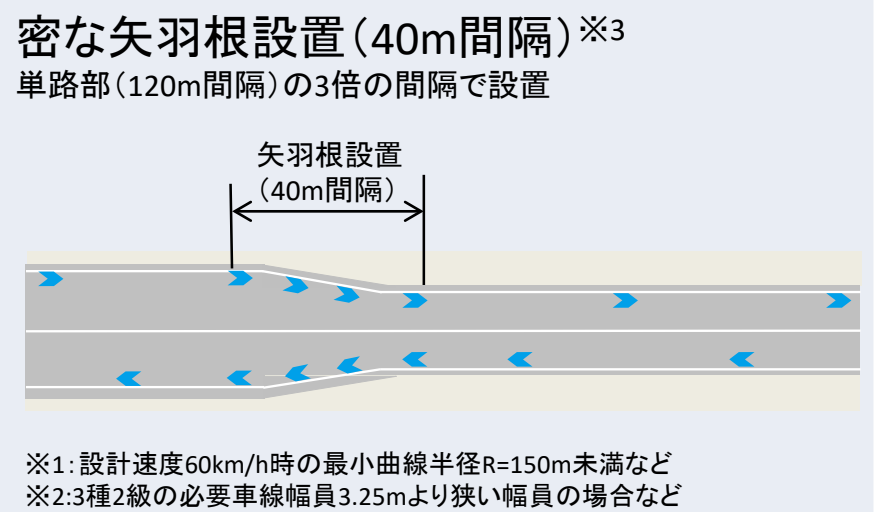 密な矢羽根設置(40m間隔)※3
単路部(120m間隔)の3倍の間隔で設置
矢羽根設置
(40m間隔)
※1:設計速度60km/h時の最小曲線半径R=150m未満など
※2:3種2級の必要車線幅員3.25mより狭い幅員の場合など